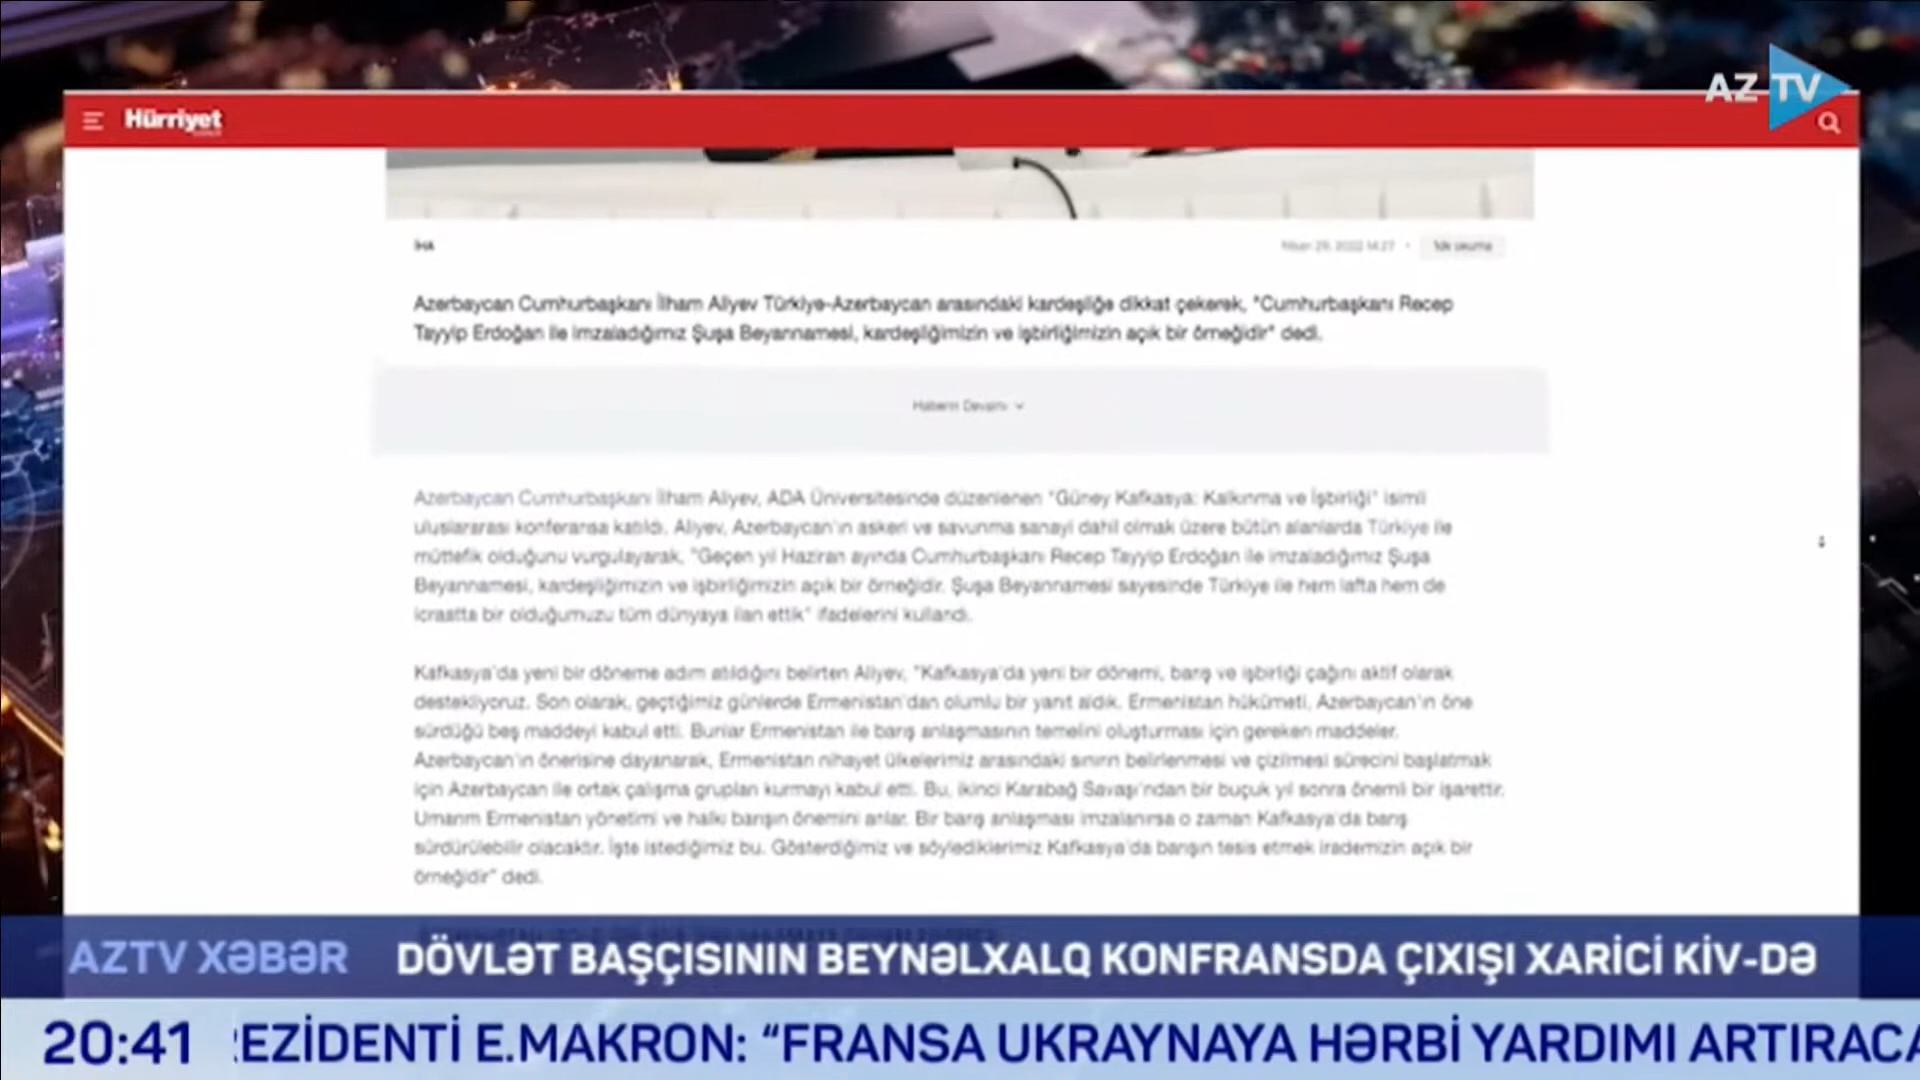 AZ TV
Hürriyet
İHA
Nisan 29, 2022 14:27 • 1dk okuma
Azerbaycan Cumhurbaşkanı İlham Aliyev Türkiye-Azerbaycan arasındaki kardeşliğe dikkat çekerek, "Cumhurbaşkanı Recep
Tayyip Erdoğan ile imzaladığımız Şuşa Beyannamesi, kardeşliğimizin ve işbirliğimizin açık bir örneğidir" dedi.
Haberin Devamı
Azerbaycan Cumhurbaşkanı İlham Aliyev, ADA Üniversitesinde düzenlenen "Güney Kafkasya: Kalkınma ve İşbirliği" isimli
uluslararası konferansa katıldı. Aliyev, Azerbaycan'ın askeri ve savunma sanayi dahil olmak üzere bütün alanlarda Türkiye ile
müttefik olduğunu vurgulayarak, "Geçen yıl Haziran ayında Cumhurbaşkanı Recep Tayyip Erdoğan ile imzaladığımız Şuşa
Beyannamesi, kardeşliğimizin ve işbirliğimizin açık bir örneğidir. Şuşa Beyannamesi sayesinde Türkiye ile hem lafta hem de
icraatta bir olduğumuzu tüm dünyaya ilan ettik" ifadelerini kullandı.
Kafkasya'da yeni bir döneme adım atıldığını belirten Aliyev, "Kafkasya'da yeni bir dönemi, barış ve işbirliği çağını aktif olarak
destekliyoruz. Son olarak, geçtiğimiz günlerde Ermenistan'dan olumlu bir yanıt aldık. Ermenistan hükümeti, Azerbaycan'ın öne
sürdüğü beş maddeyi kabul etti. Bunlar Ermenistan ile barış anlaşmasının temelini oluşturması için gereken maddeler.
Azerbaycan'ın önerisine dayanarak, Ermenistan nihayet ülkelerimiz arasındaki sınırın belirlenmesi ve çizilmesi sürecini başlatmak
için Azerbaycan ile ortak çalışma grupları kurmayı kabul etti. Bu, ikinci Karabağ Savaşı'ndan bir buçuk yıl sonra önemli bir işarettir.
Umarım Ermenistan yönetimi ve halkı barışın önemini anlar. Bir barış anlaşması imzalanırsa o zaman Kafkasya'da barış
sürdürülebilir olacaktır. İşte istediğimiz bu. Gösterdiğimiz ve söylediklerimiz Kafkasya'da barışın tesis etmek irademizin açık bir
örneğidir" dedi.
AZTV XƏBƏR DÖVLƏT BAŞÇISININ BEYNƏLXALQ KONFRANSDA ÇIXIŞI XARİCİ KİV-DƏ
20:41 EZİDENTİ E.MAKRON: “FRANSA UKRAYNAYA HƏRBİ YARDIMI ARTIRACA